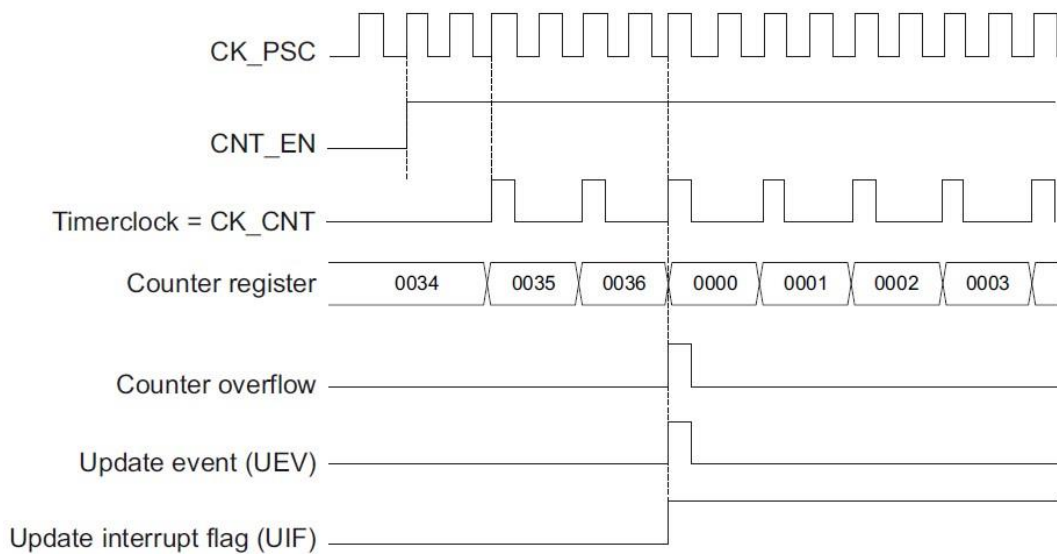 CK_PSC
CNT_EN
Timerclock = CK_CNT
Counter register 0034 0035 0036 0000 0001 0002 0003
Counter overflow
Update event (UEV)
Update interrupt flag (UIF)